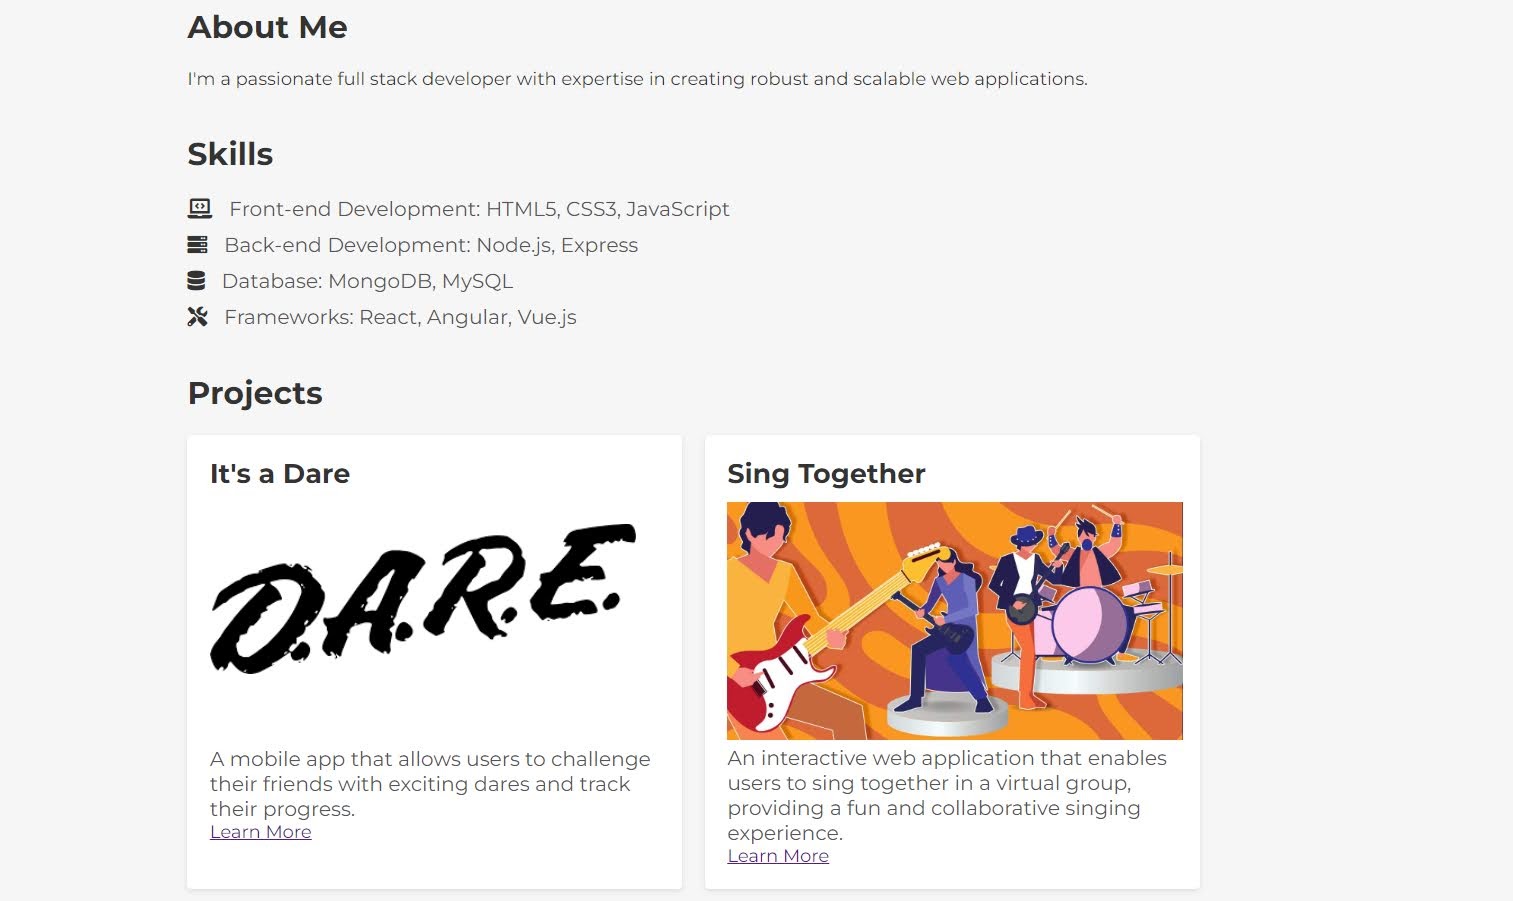 About Me
I'm a passionate full stack developer with expertise in creating robust and scalable web applications.
Skills
Front-end Development: HTML5, CSS3, JavaScript
Back-end Development: Node.js, Express
Database: MongoDB, MySQL
Frameworks: React, Angular, Vue.js
Projects
It's a Dare
D.A.R.E.
A mobile app that allows users to challenge
their friends with exciting dares and track
their progress.
Learn More
Sing Together
An interactive web application that enables
users to sing together in a virtual group,
providing a fun and collaborative singing
experience.
Learn More